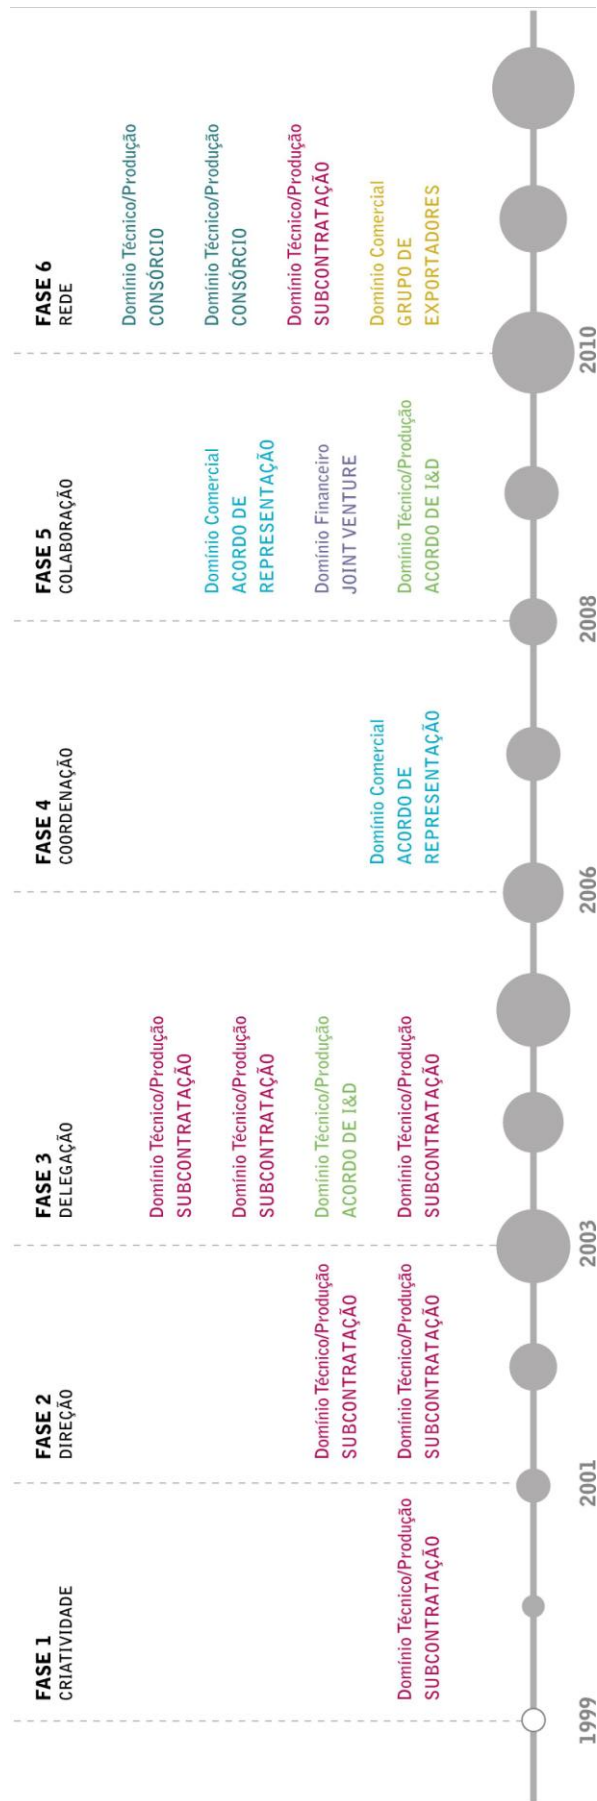 FASE 1
CRIATIVIDADE
Domínio Técnico/Produção
SUBCONTRATAÇÃO
1999
FASE 2
DIREÇÃO
Domínio Técnico/Produção
SUBCONTRATAÇÃO
Domínio Técnico/Produção
SUBCONTRATAÇÃO
2001
FASE 3
DELEGAÇÃO
Domínio Técnico/Produção
SUBCONTRATAÇÃO
Domínio Técnico/Produção
SUBCONTRATAÇÃO
Domínio Técnico/Produção
ACORDO DE I&D
Domínio Técnico/Produção
SUBCONTRATAÇÃO
2003
FASE 4
COORDENAÇÃO
Domínio Comercial
ACORDO DE
REPRESENTAÇÃO
2006
FASE 5
COLABORAÇÃO
Domínio Comercial
ACORDO DE
REPRESENTAÇÃO
Domínio Financeiro
JOINT VENTURE
Domínio Técnico/Produção
ACORDO DE I&D
2008
FASE 6
REDE
Domínio Técnico/Produção
CONSÓRCIO
Domínio Técnico/Produção
CONSÓRCIO
Domínio Técnico/Produção
SUBCONTRATAÇÃO
Domínio Comercial
GRUPO DE
EXPORTADORES
2010